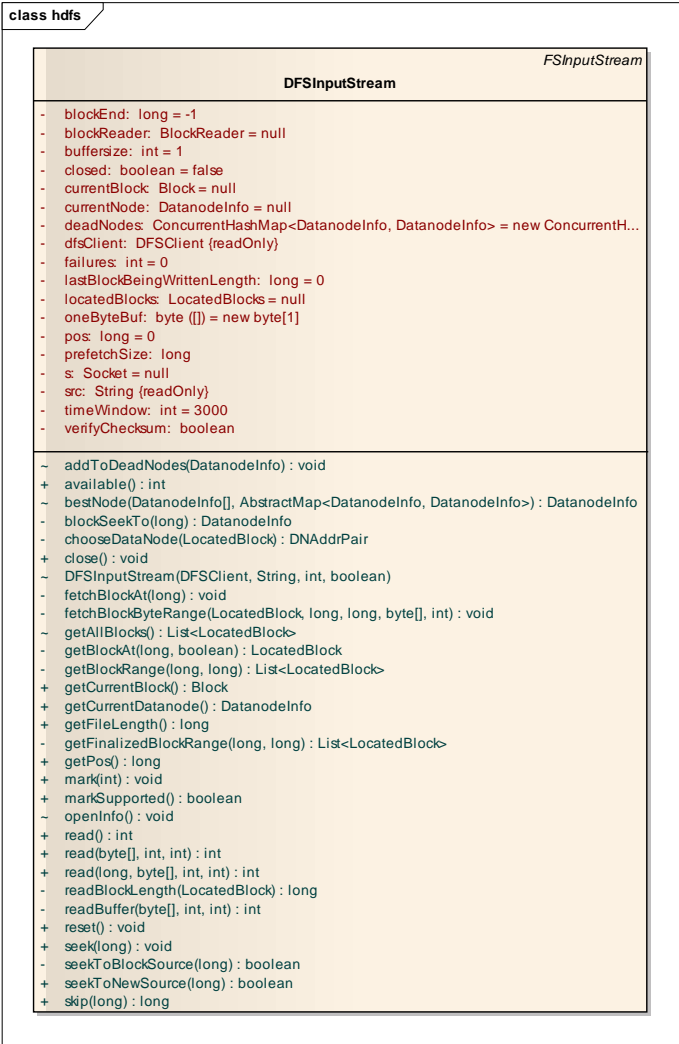 class hdfs
FSInputStream
DFSInputStream
- blockEnd: long = -1
- blockReader: BlockReader = null
- buffersize: int = 1
- closed: boolean = false
- currentBlock: Block = null
- currentNode: DatanodeInfo = null
- deadNodes: ConcurrentHashMap<DatanodeInfo, DatanodeInfo> = new ConcurrentH...
- dfsClient: DFSClient {readOnly}
- failures: int = 0
- lastBlockBeingWrittenLength: long = 0
- locatedBlocks: LocatedBlocks = null
- oneByteBuf: byte ([]) = new byte[1]
- pos: long = 0
- prefetchSize: long
- s: Socket = null
- src: String {readOnly}
- timeWindow: int = 3000
- verifyChecksum: boolean
~ addToDeadNodes(DatanodeInfo) : void
+ available() : int
~ bestNode(DatanodeInfo[], AbstractMap<DatanodeInfo, DatanodeInfo>) : DatanodeInfo
- blockSeekTo(long) : DatanodeInfo
- chooseDataNode(LocatedBlock) : DNAddrPair
+ close() : void
~ DFSInputStream(DFSClient, String, int, boolean)
- fetchBlockAt(long) : void
- fetchBlockByteRange(LocatedBlock, long, long, byte[], int) : void
~ getAllBlocks() : List<LocatedBlock>
- getBlockAt(long, boolean) : LocatedBlock
- getBlockRange(long, long) : List<LocatedBlock>
+ getCurrentBlock() : Block
+ getCurrentDatanode() : DatanodeInfo
+ getFileLength() : long
- getFinalizedBlockRange(long, long) : List<LocatedBlock>
+ getPos() : long
+ mark(int) : void
+ markSupported() : boolean
~ openInfo() : void
+ read() : int
+ read(byte[], int, int) : int
+ read(long, byte[], int, int) : int
- readBlockLength(LocatedBlock) : long
- readBuffer(byte[], int, int) : int
+ reset() : void
+ seek(long) : void
- seekToBlockSource(long) : boolean
+ seekToNewSource(long) : boolean
+ skip(long) : long